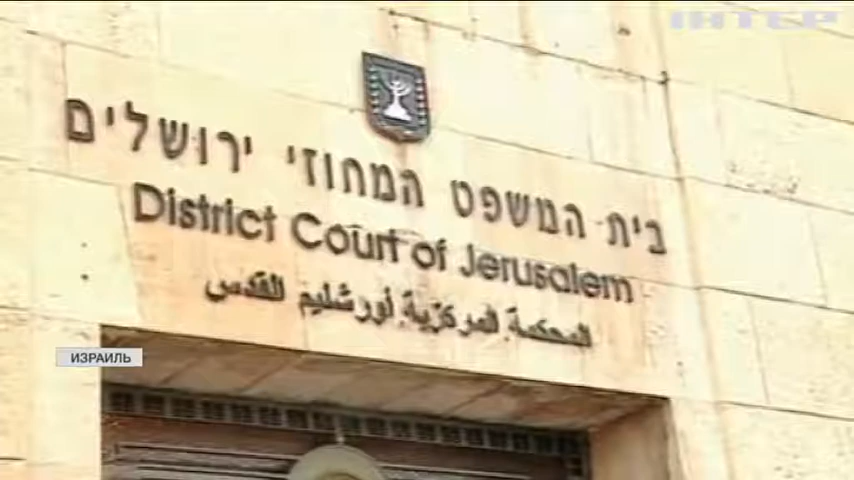 ІНТЕР
בית המשפט המחוזי ירושלים
District Court of Jerusalem
المحكمة المركزية أورشليم القدس
ИЗРАИЛЬ